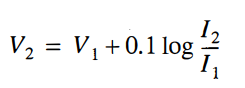 V₂ = V₁ + 0.1 log I₂/I₁